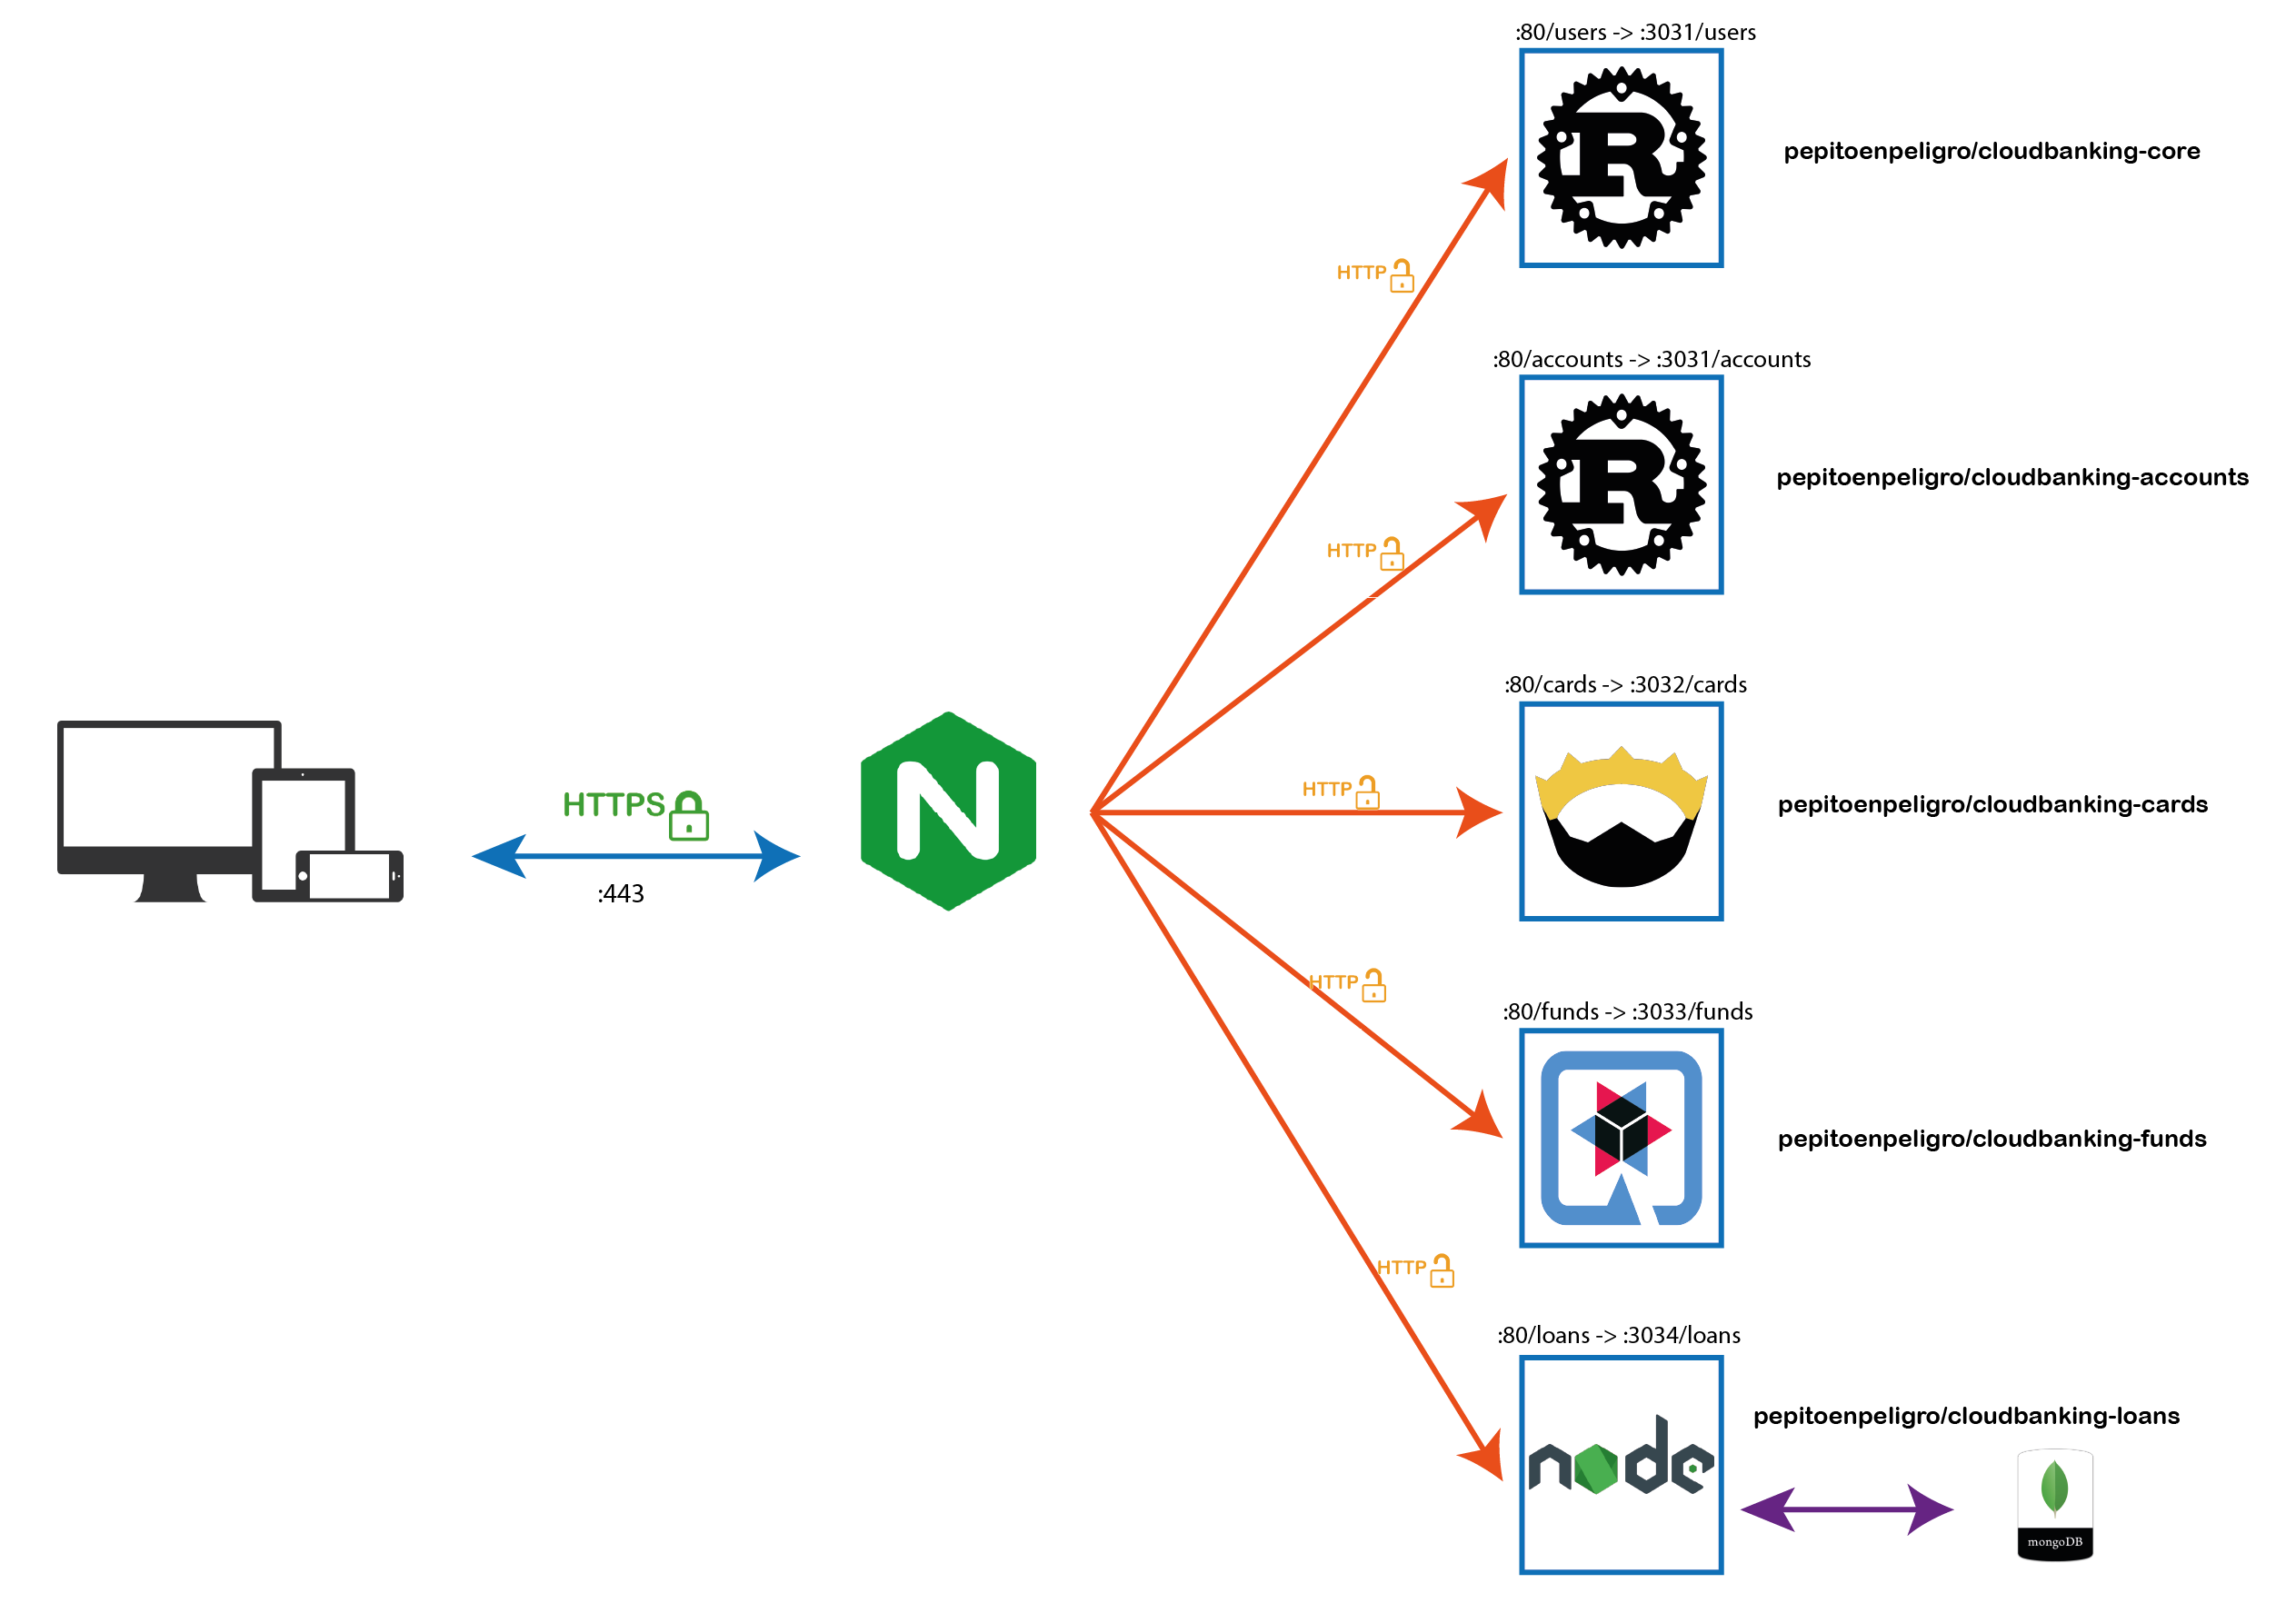 :80/users -> :3031/users
pepitoenpeligro/cloudbanking-core
HTTP
:80/accounts -> :3031/accounts
pepitoenpeligro/cloudbanking-accounts
HTTP
:80/cards -> :3032/cards
pepitoenpeligro/cloudbanking-cards
HTTP
HTTPS
:443
HTTP
:80/funds -> :3033/funds
pepitoenpeligro/cloudbanking-funds
HTTP
:80/loans -> :3034/loans
node
pepitoenpeligro/cloudbanking-loans
mongoDB